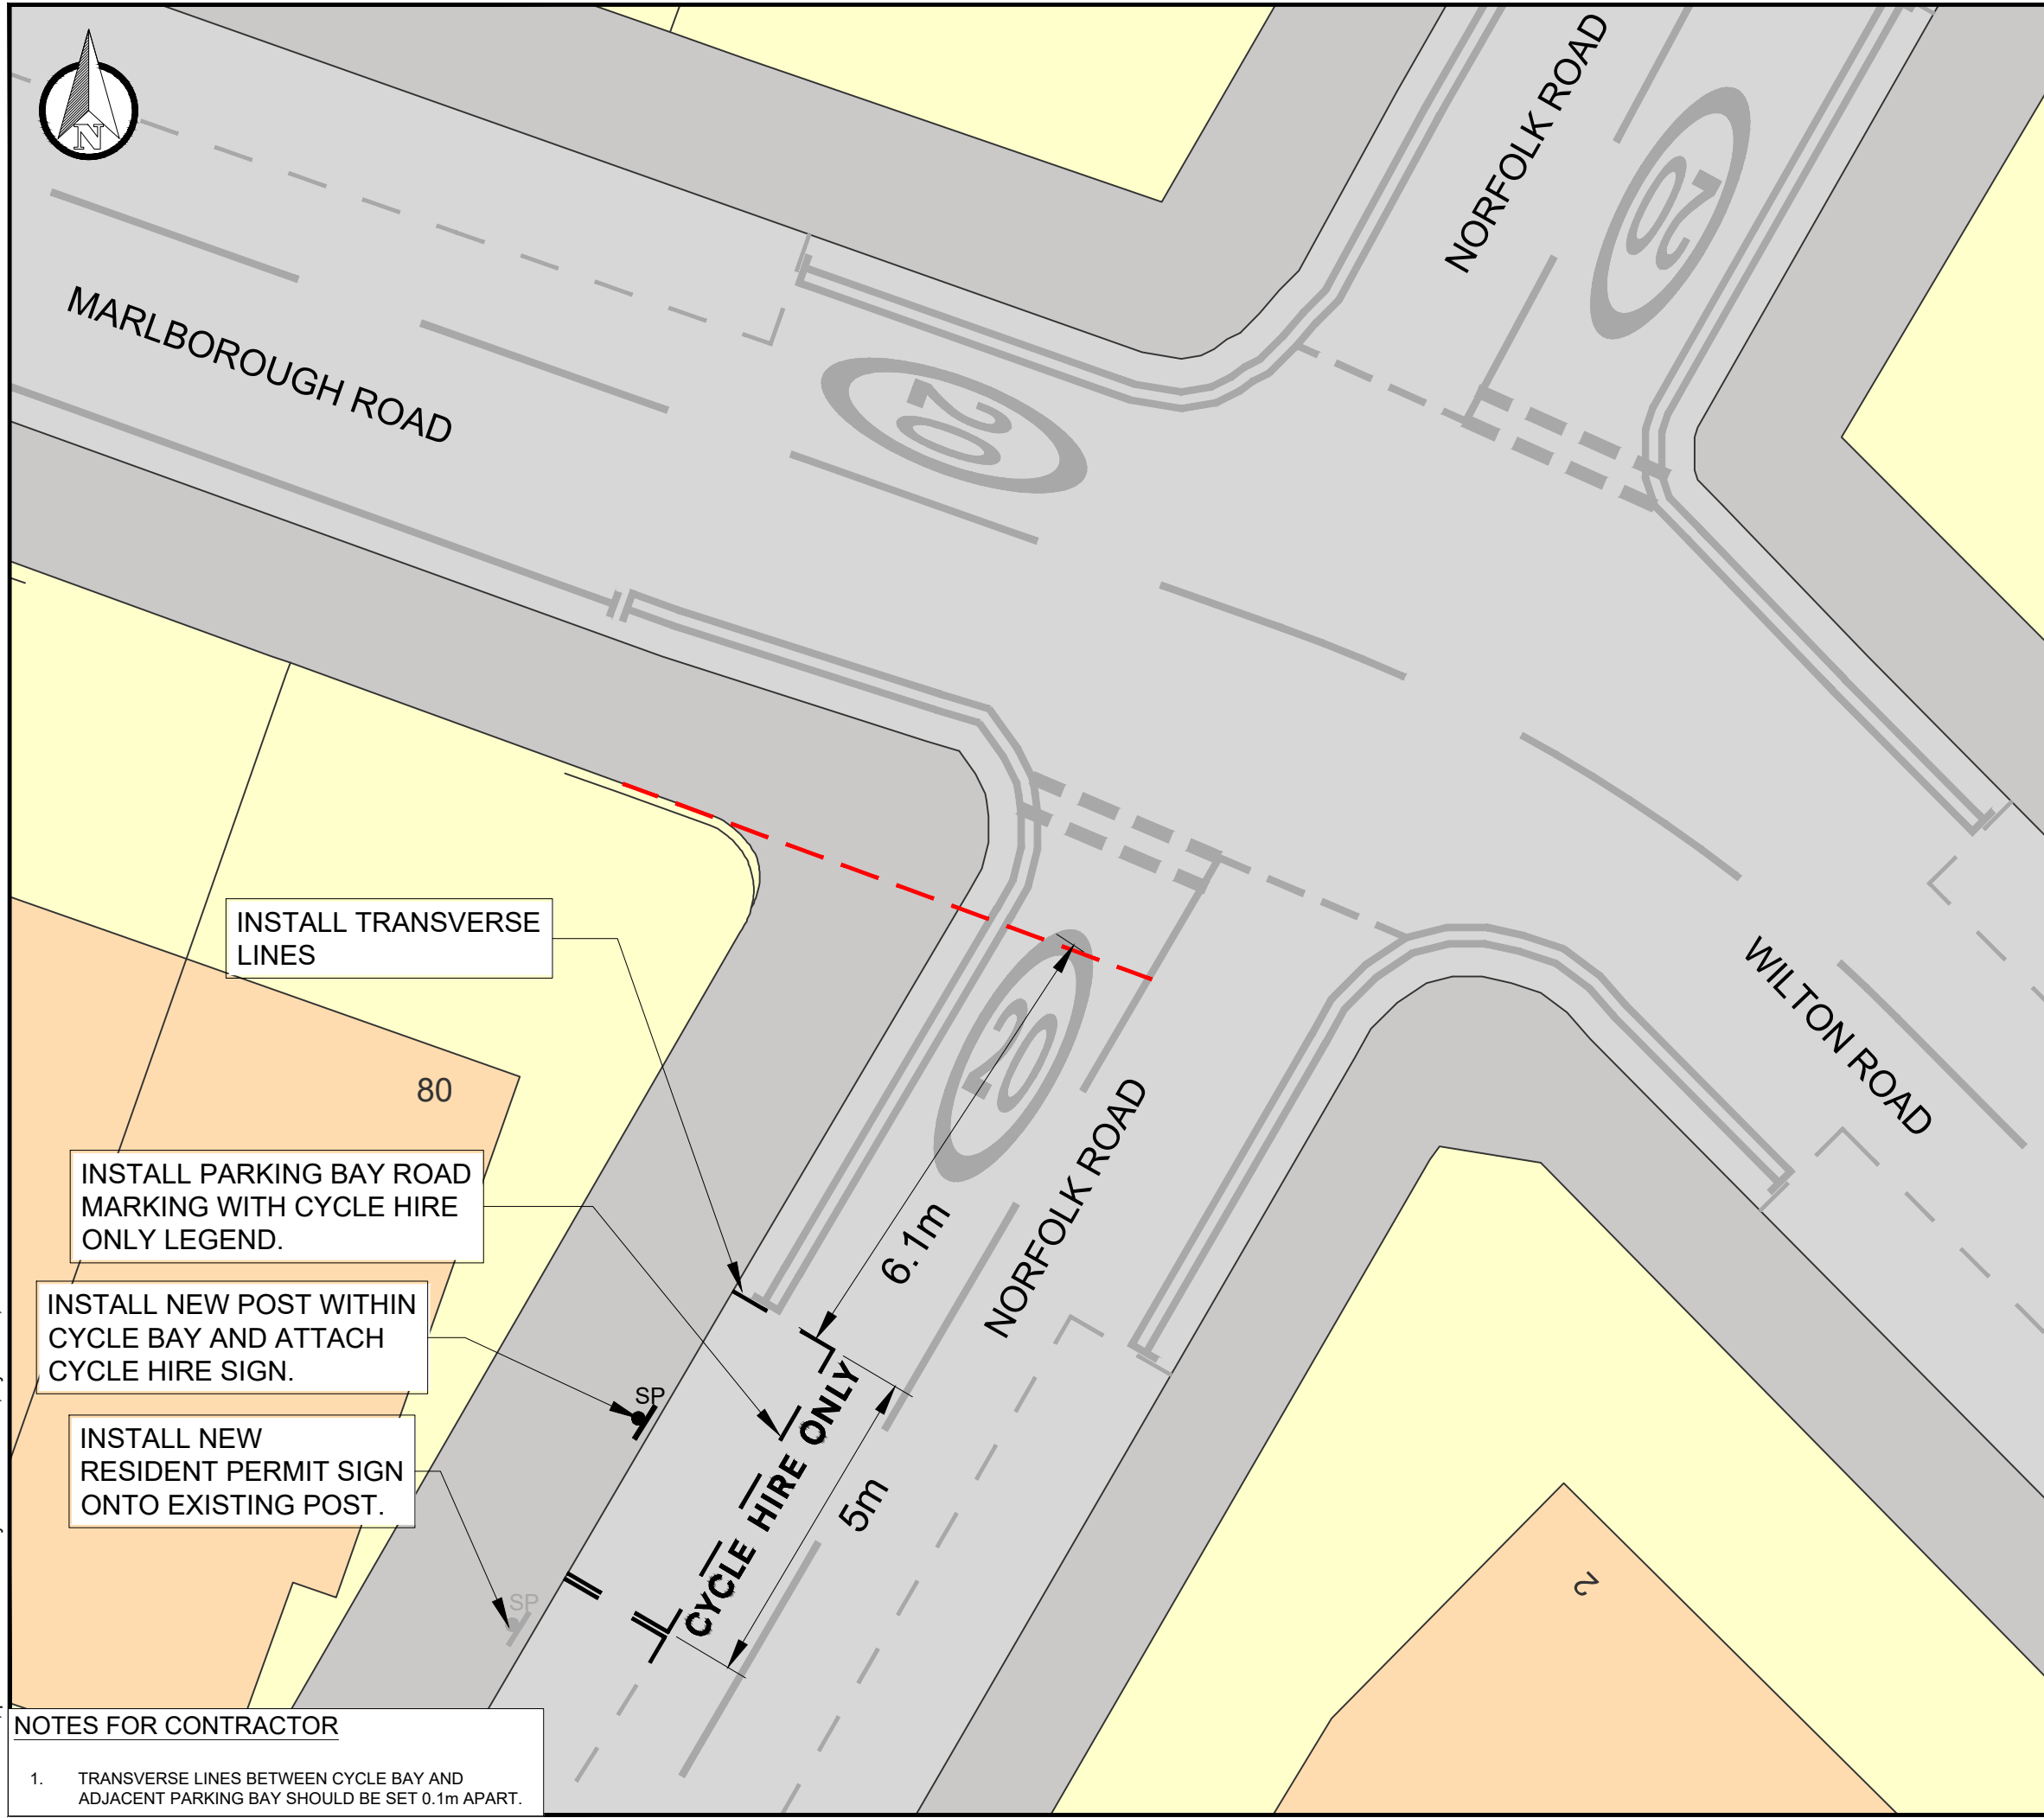 N
NORFOLK ROAD
20
MARLBOROUGH ROAD
20
INSTALL TRANSVERSE
LINES
20
WILTON ROAD
80
INSTALL PARKING BAY ROAD
MARKING WITH CYCLE HIRE
ONLY LEGEND.
6.1m
NORFOLK ROAD
INSTALL NEW POST WITHIN
CYCLE BAY AND ATTACH
CYCLE HIRE SIGN.
SP
CYCLE HIRE ONLY
5m
INSTALL NEW
RESIDENT PERMIT SIGN
ONTO EXISTING POST.
SP
2
NOTES FOR CONTRACTOR
1. TRANSVERSE LINES BETWEEN CYCLE BAY AND
ADJACENT PARKING BAY SHOULD BE SET 0.1m APART.